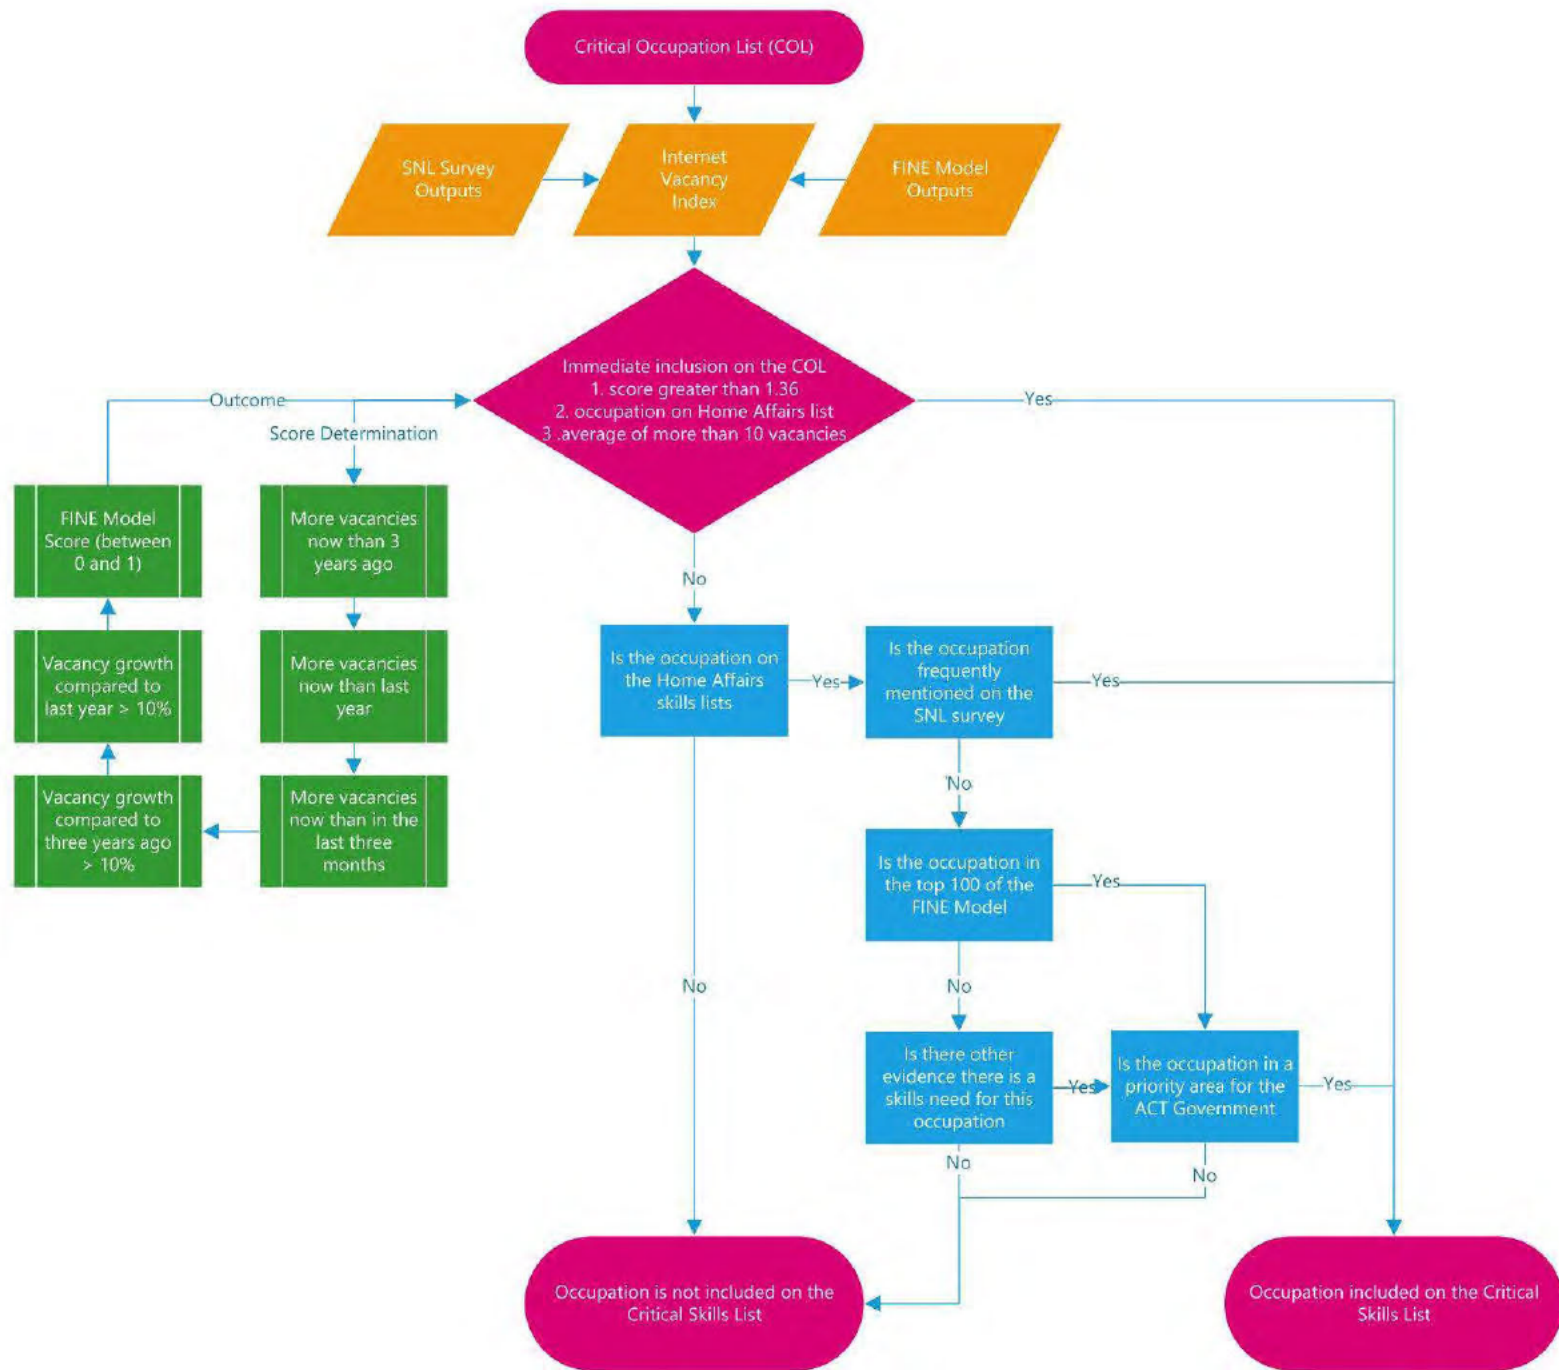 Critical Occupation List (COL)
SNL Survey
Outputs
Internet
Vacancy
Index
FINE Model
Outputs
Immediate inclusion on the COL
1. score greater than 1.36
2. occupation on Home Affairs list
3 .average of more than 10 vacancies
Outcome
Score Determination
Yes
FINE Model
Score (between
0 and 1)
More vacancies
now than 3
years ago
No
Vacancy growth
compared to
last year > 10%
More vacancies
now than last
year
Is the occupation on
the Home Affairs
skills lists
Yes
Is the occupation
frequently
mentioned on the
SNL survey
Yes
No
Vacancy growth
compared to
three years ago
> 10%
More vacancies
now than in the
last three
months
Is the occupation in
the top 100 of the
FINE Model
Yes
No
No
Is there other
evidence there is a
skills need for this
occupation
Yes
Is the occupation in a
priority area for the
ACT Government
Yes
No
No
Occupation is not included on the
Critical Skills List
Occupation included on the Critical
Skills List